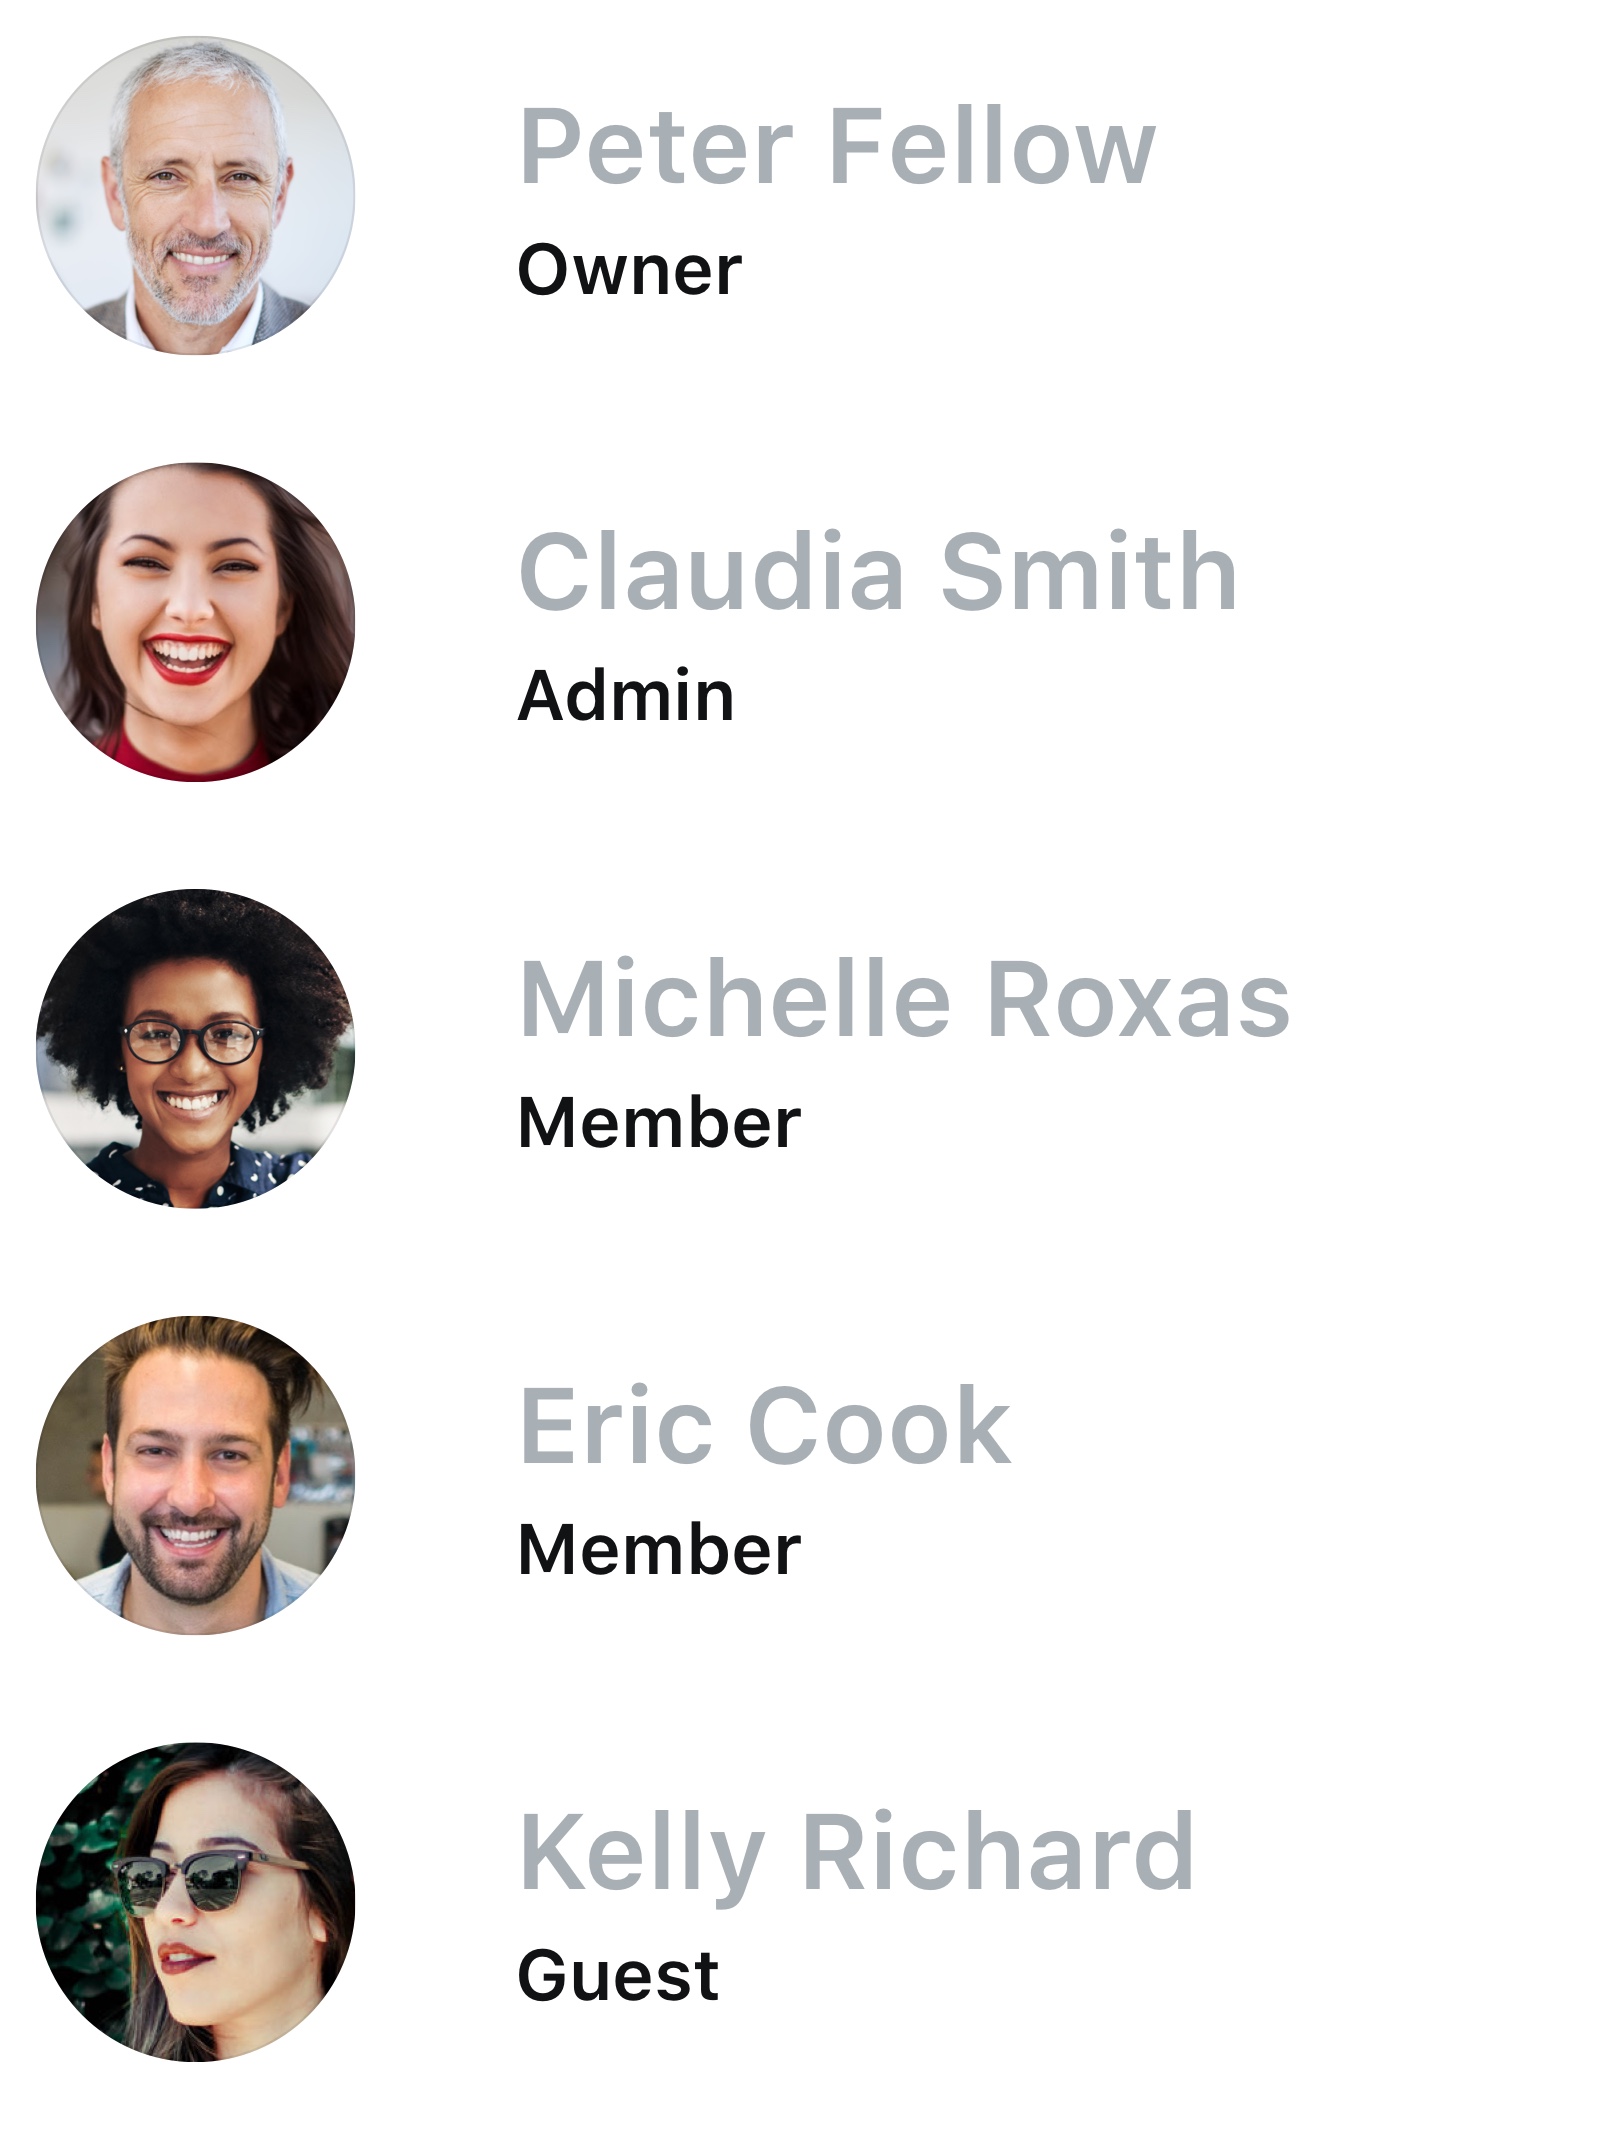 Peter Fellow
Owner
Claudia Smith
Admin
Michelle Roxas
Member
Eric Cook
Member
Kelly Richard
Guest